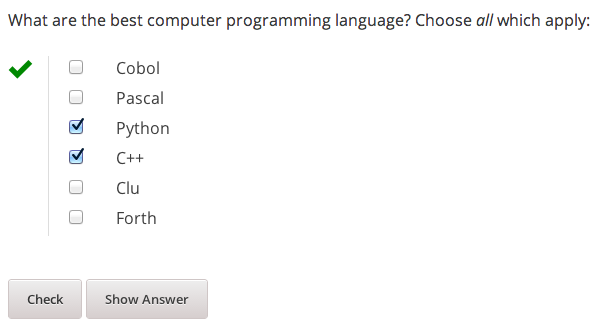 What are the best computer programming language? Choose all which apply:
Cobol
Pascal
Python
C++
Clu
Forth
Check
Show Answer